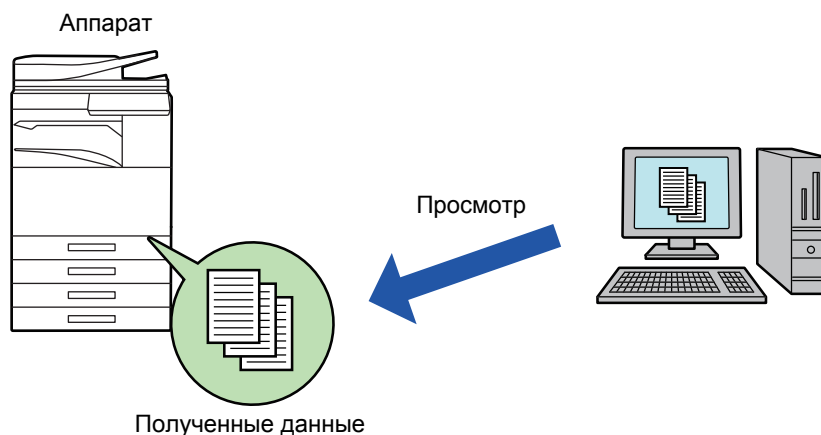 Аппарат
Просмотр
Полученные данные